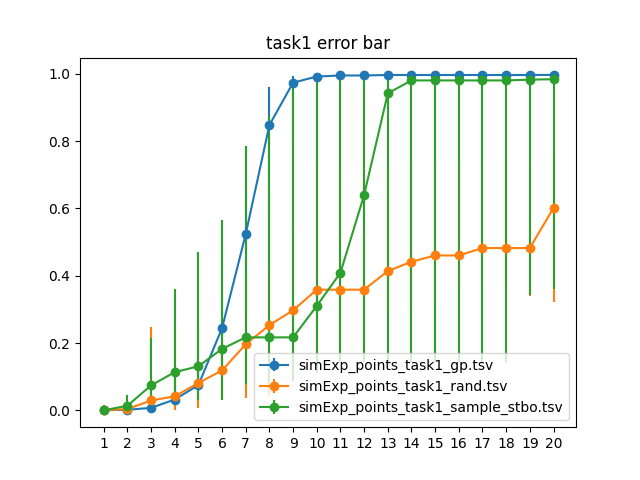 task1 error bar
1.0
0.8
0.6
0.4
0.2
0.0
simExp_points_task1_gp.tsv
simExp_points_task1_rand.tsv
simExp_points_task1_sample_stbo.tsv
1 2 3 4 5 6 7 8 9 10 11 12 13 14 15 16 17 18 19 20